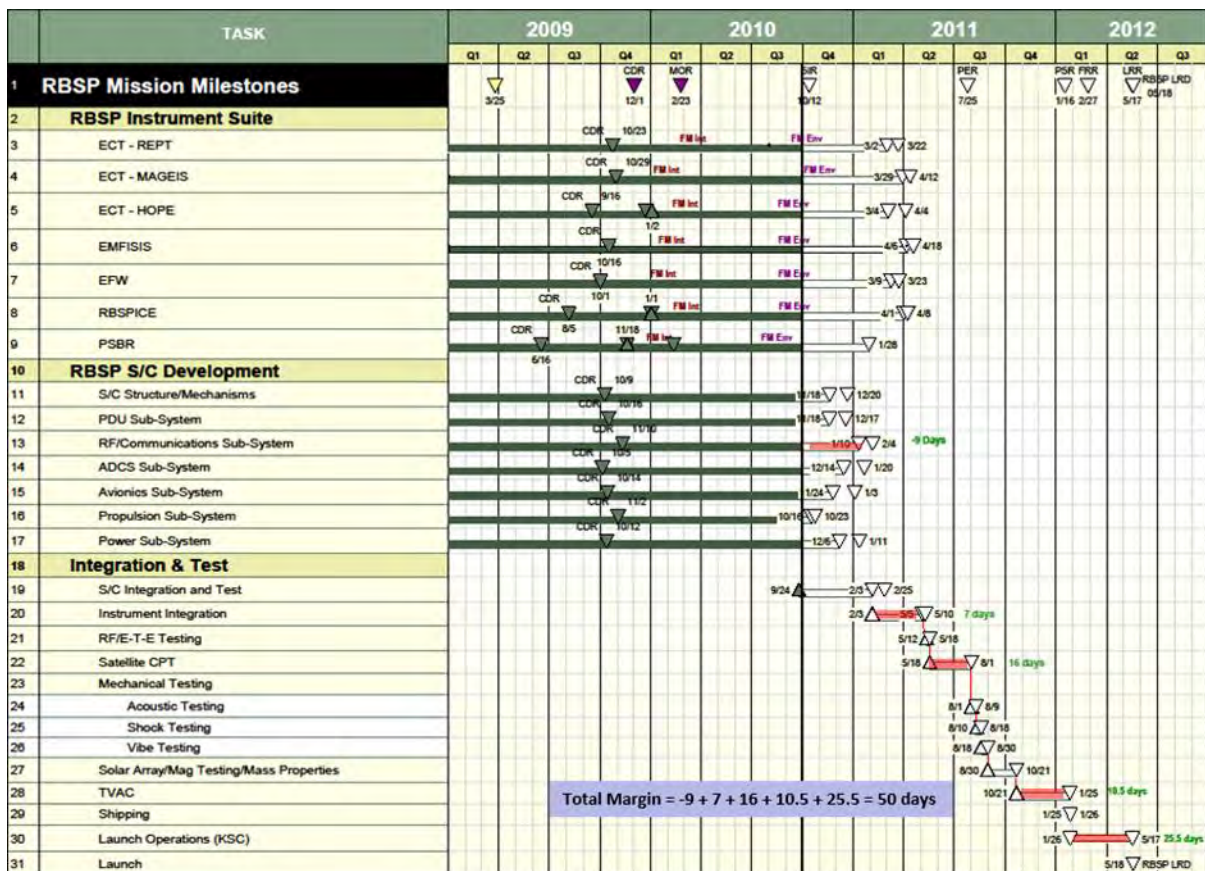 TASK 2009 2010 2011 2012
Q1 Q2 Q3 Q4 Q1 Q2 Q3 Q4 Q1 Q2 Q3 Q4 Q1 Q2 Q3
CDR MOR SIR PER PSR FRR LRR
1 RBSP Mission Milestones RBSP LRD
3/25 12/1 2/23 10/12 7/25 1/16 2/27 5/17 05/18
2 RBSP Instrument Suite
CDR 10/23 FM Int FM Env
3 ECT - REPT 3/2 3/22
CDR 10/29 FM Int FM Env
4 ECT - MAGEIS 3/29 4/12
CDR 9/16 FM Int FM Env
5 ECT - HOPE 3/4 4/4
1/2
CDR FM Int FM Env
6 EMFISIS 4/6 4/18
10/16
CDR FM Int FM Env
7 EFW 3/9 3/23
10/1
CDR 1/1 FM Int FM Env
8 RBSPICE 4/1 4/8
8/5
CDR 11/18 FM Int FM Env
9 PSBR 1/28
6/16
10 RBSP S/C Development
CDR 10/9
11 S/C Structure/Mechanisms 11/18 12/20
CDR 10/16
12 PDU Sub-System 11/18 12/17
CDR 11/10
13 RF/Communications Sub-System 1/10 2/4 -9 Days
CDR 10/5
14 ADCS Sub-System 12/14 1/20
CDR 10/14
15 Avionics Sub-System 1/24 1/3
CDR 11/2
16 Propulsion Sub-System 10/16 10/23
CDR 10/12
17 Power Sub-System 12/6 1/11
18 Integration & Test
19 S/C Integration and Test 9/24 2/3 2/25
20 Instrument Integration 2/3 5/5 5/10 7 days
21 RF/E-T-E Testing 5/12 5/18
22 Satellite CPT 5/18 8/1 16 days
23 Mechanical Testing
24 Acoustic Testing 8/1 8/9
25 Shock Testing 8/10 8/18
26 Vibe Testing 8/18 8/30
27 Solar Array/Mag Testing/Mass Properties 8/30 10/21
28 TVAC 10/21 1/25 10.5 days
Total Margin = -9 + 7 + 16 + 10.5 + 25.5 = 50 days
29 Shipping 1/25 1/26
30 Launch Operations (KSC) 1/26 5/17 25.5 days
31 Launch 5/18 RBSP LRD